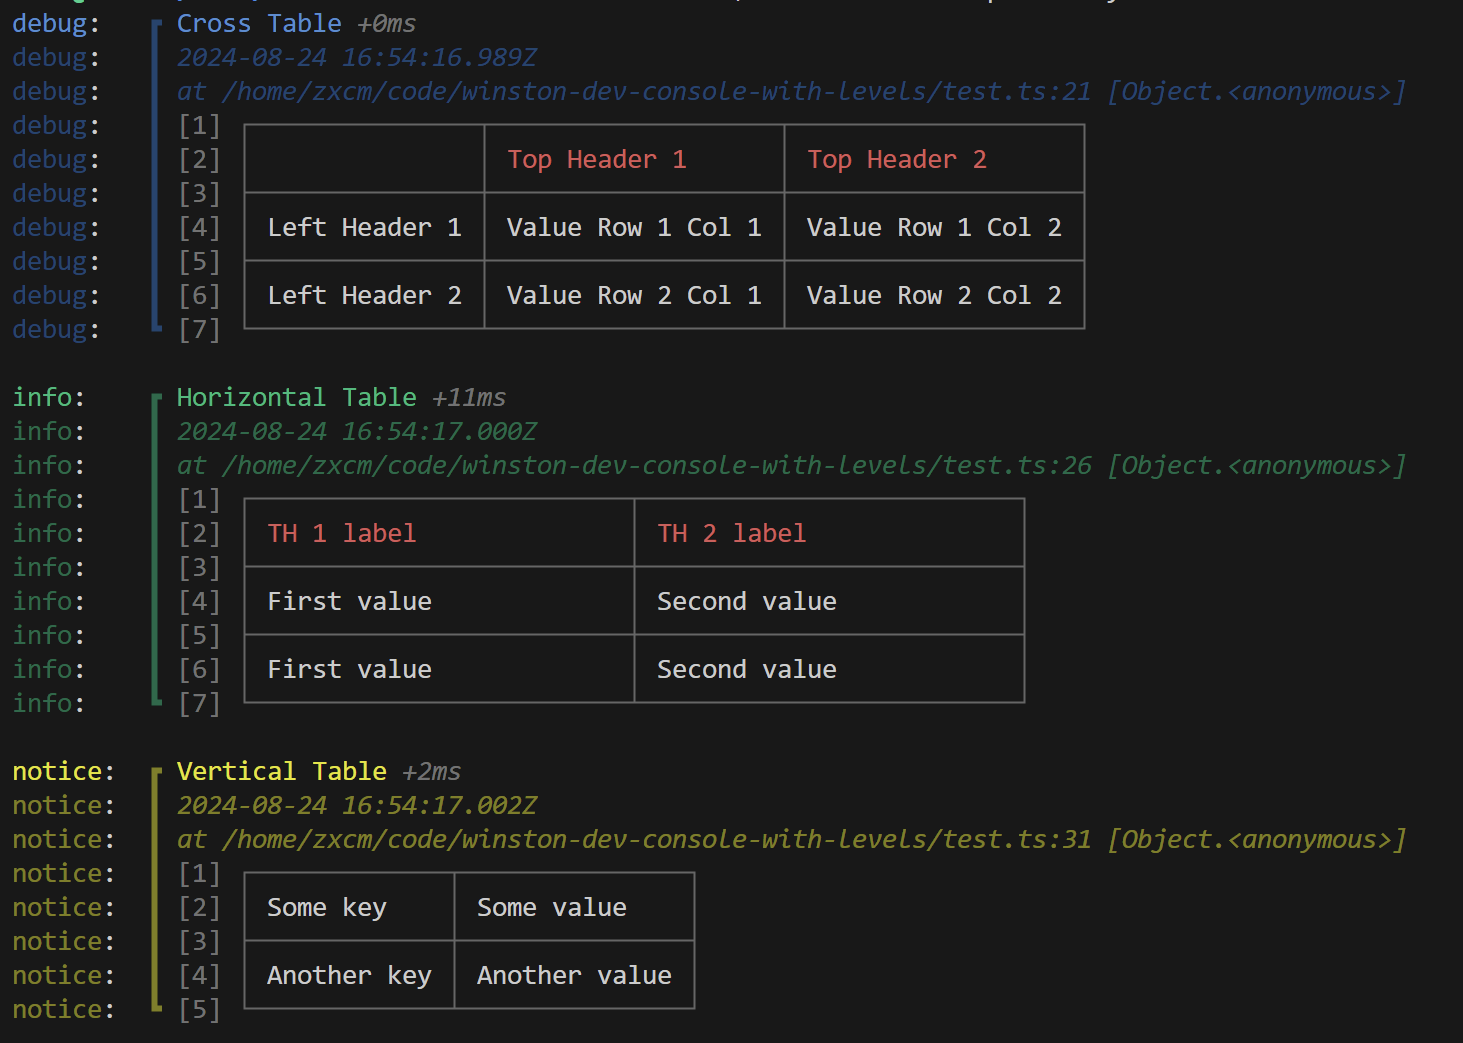 debug: Cross Table +0ms
debug: 2024-08-24 16:54:16.989Z
debug: at /home/zxcm/code/winston-dev-console-with-levels/test.ts:21 [Object.<anonymous>]
debug: [1]
debug: [2] Top Header 1 Top Header 2
debug: [3]
debug: [4] Left Header 1 Value Row 1 Col 1 Value Row 1 Col 2
debug: [5]
debug: [6] Left Header 2 Value Row 2 Col 1 Value Row 2 Col 2
debug: [7]
info: Horizontal Table +11ms
info: 2024-08-24 16:54:17.000Z
info: at /home/zxcm/code/winston-dev-console-with-levels/test.ts:26 [Object.<anonymous>]
info: [1]
info: [2] TH 1 label TH 2 label
info: [3]
info: [4] First value Second value
info: [5]
info: [6] First value Second value
info: [7]
notice: Vertical Table +2ms
notice: 2024-08-24 16:54:17.002Z
notice: at /home/zxcm/code/winston-dev-console-with-levels/test.ts:31 [Object.<anonymous>]
notice: [1]
notice: [2] Some key Some value
notice: [3]
notice: [4] Another key Another value
notice: [5]